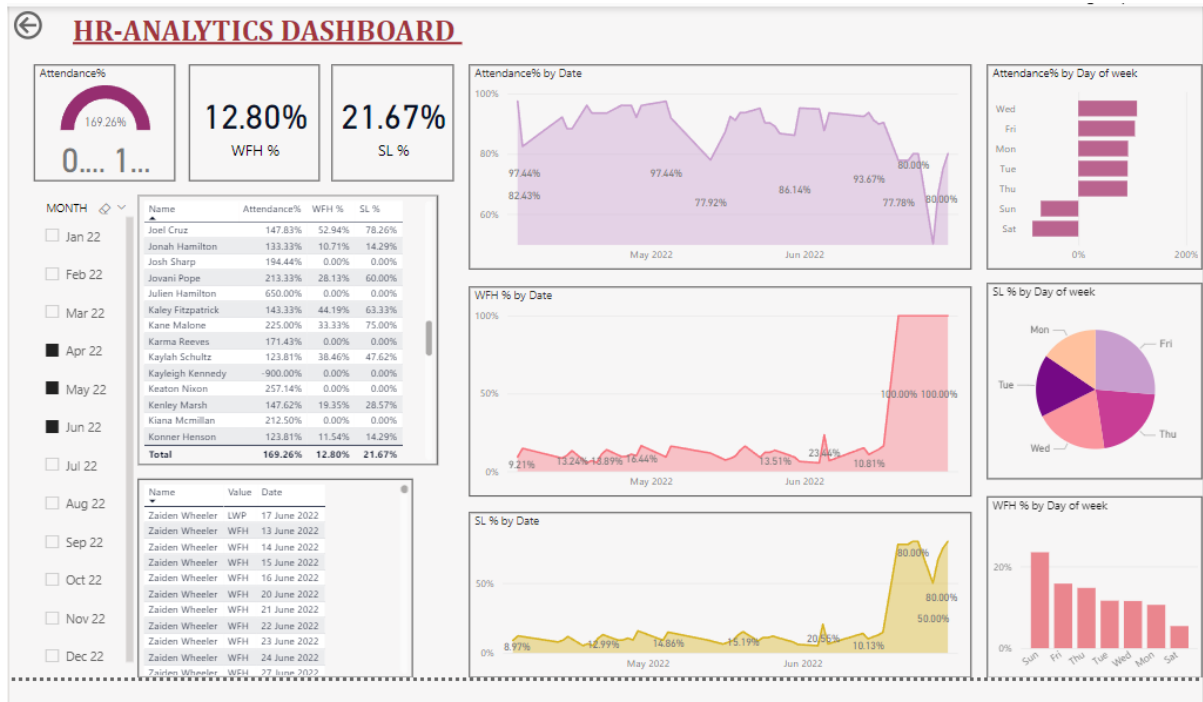 HR-ANALYTICS DASHBOARD
Attendance%
169.26%
0.... 1...
12.80%
WFH %
21.67%
SL %
MONTH
Jan 22
Feb 22
Mar 22
Apr 22
May 22
Jun 22
Jul 22
Aug 22
Sep 22
Oct 22
Nov 22
Dec 22
Name Attendance% WFH % SL %
Joel Cruz 147.83% 52.94% 78.26%
Jonah Hamilton 133.33% 10.71% 14.29%
Josh Sharp 194.44% 0.00% 0.00%
Jovani Pope 213.33% 28.13% 60.00%
Julien Hamilton 650.00% 0.00% 0.00%
Kaley Fitzpatrick 143.33% 44.19% 63.33%
Kane Malone 225.00% 33.33% 75.00%
Karma Reeves 171.43% 0.00% 0.00%
Kaylah Schultz 123.81% 38.46% 47.62%
Kayleigh Kennedy -900.00% 0.00% 0.00%
Keaton Nixon 257.14% 0.00% 0.00%
Kenley Marsh 147.62% 19.35% 28.57%
Kiana Mcmillan 212.50% 0.00% 0.00%
Konner Henson 123.81% 11.54% 14.29%
Total 169.26% 12.80% 21.67%
Name Value Date
Zaiden Wheeler LWP 17 June 2022
Zaiden Wheeler WFH 13 June 2022
Zaiden Wheeler WFH 14 June 2022
Zaiden Wheeler WFH 15 June 2022
Zaiden Wheeler WFH 16 June 2022
Zaiden Wheeler WFH 20 June 2022
Zaiden Wheeler WFH 21 June 2022
Zaiden Wheeler WFH 22 June 2022
Zaiden Wheeler WFH 23 June 2022
Zaiden Wheeler WFH 24 June 2022
Zaiden Wheeler WFH 27 June 2022
Attendance% by Date
100%
80%
60%
97.44%
82.43%
97.44%
77.92%
86.14%
93.67%
77.78%
80.00%
80.00%
May 2022 Jun 2022
WFH % by Date
100%
50%
0%
9.21% 13.24% 13.89% 16.44% 13.51% 23.44% 10.81%
100.00% 100.00%
May 2022 Jun 2022
SL % by Date
50%
0%
8.97% 12.99% 14.86% 15.19% 20.55% 10.13%
80.00%
80.00%
50.00%
May 2022 Jun 2022
Attendance% by Day of week
Wed
Fri
Mon
Tue
Thu
Sun
Sat
0% 200%
SL % by Day of week
Mon
Fri
Tue
Thu
Wed
WFH % by Day of week
20%
0%
Sun Fri Thu Tue Wed Mon Sat